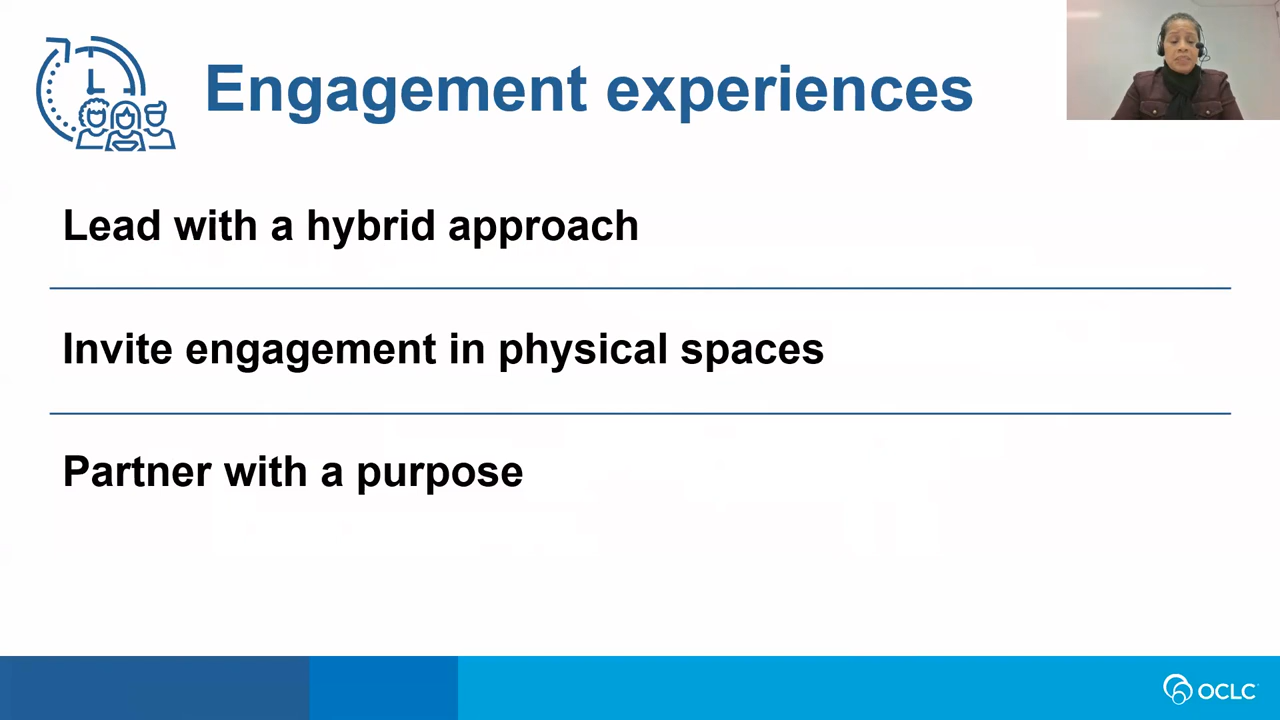 Engagement experiences
Lead with a hybrid approach
Invite engagement in physical spaces
Partner with a purpose
OCLC